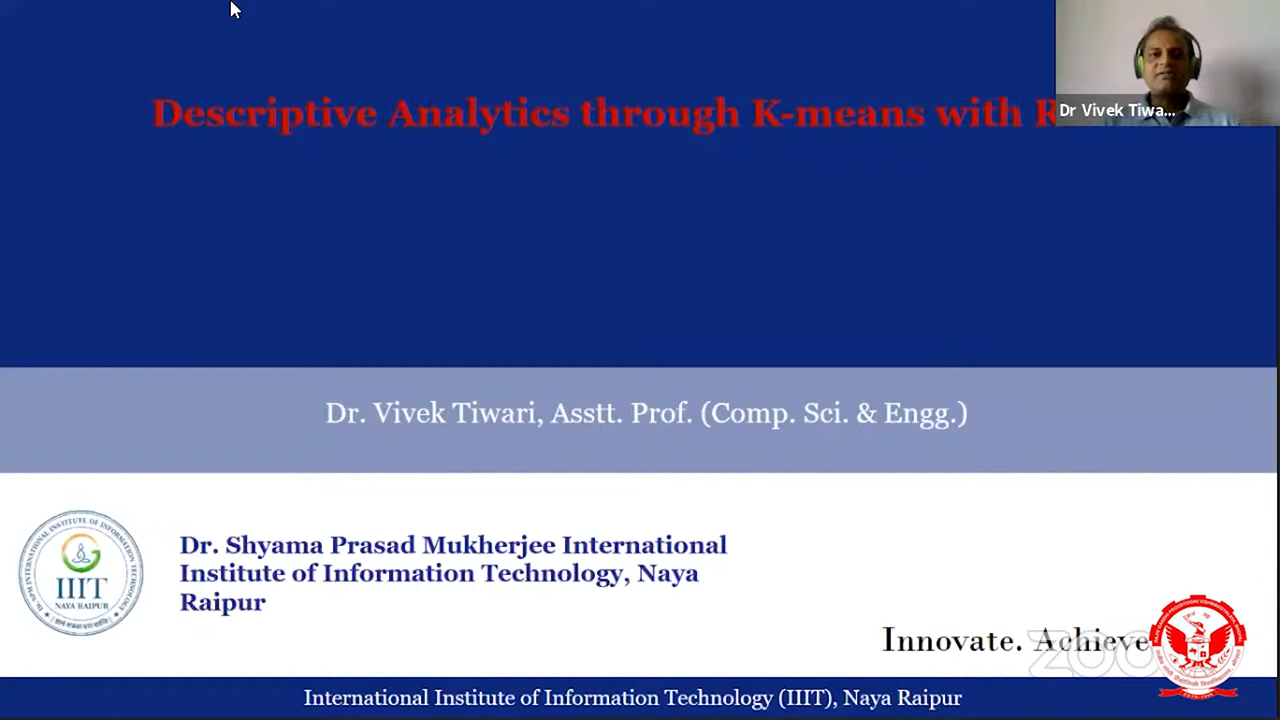 Descriptive Analytics through K-means with R
Dr Vivek Tiwa...
Dr. Vivek Tiwari, Asstt. Prof. (Comp. Sci. & Engg.)
IIIT
NAYA RAIPUR
Dr. Shyama Prasad Mukherjee International
Institute of Information Technology, Naya
Raipur
Innovate. Achieve
zoo
International Institute of Information Technology (IIIT), Naya Raipur